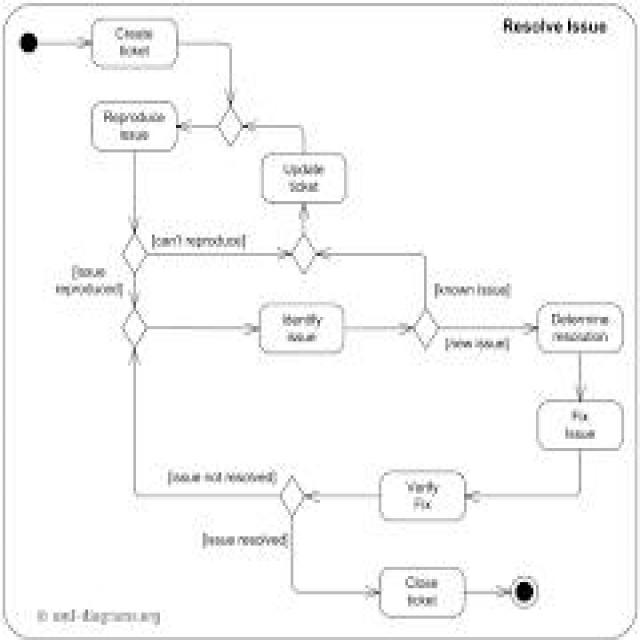 Resolve Issue
Create
ticket
Reproduce
issue
Update
ticket
[can't reproduce]
[issue
reproduced]
[known issue]
Identify
issue
[new issue]
Determine
resolution
Fix
Issue
[issue not resolved]
Verify
Fix
[issue resolved]
Close
ticket
© uml-diagrams.org